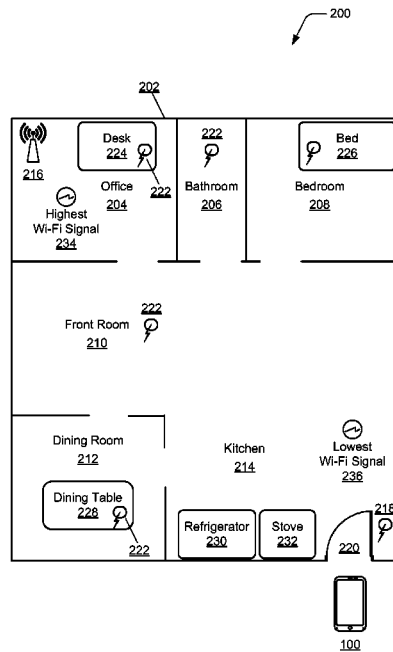 200
202
Desk
224
222
Bed
226
216
222
Office
204
Bathroom
206
Bedroom
208
Highest
Wi-Fi Signal
234
222
Front Room
210
Dining Room
212
Kitchen
214
Lowest
Wi-Fi Signal
236
Dining Table
228
222
Refrigerator
230
Stove
232
218
220
100